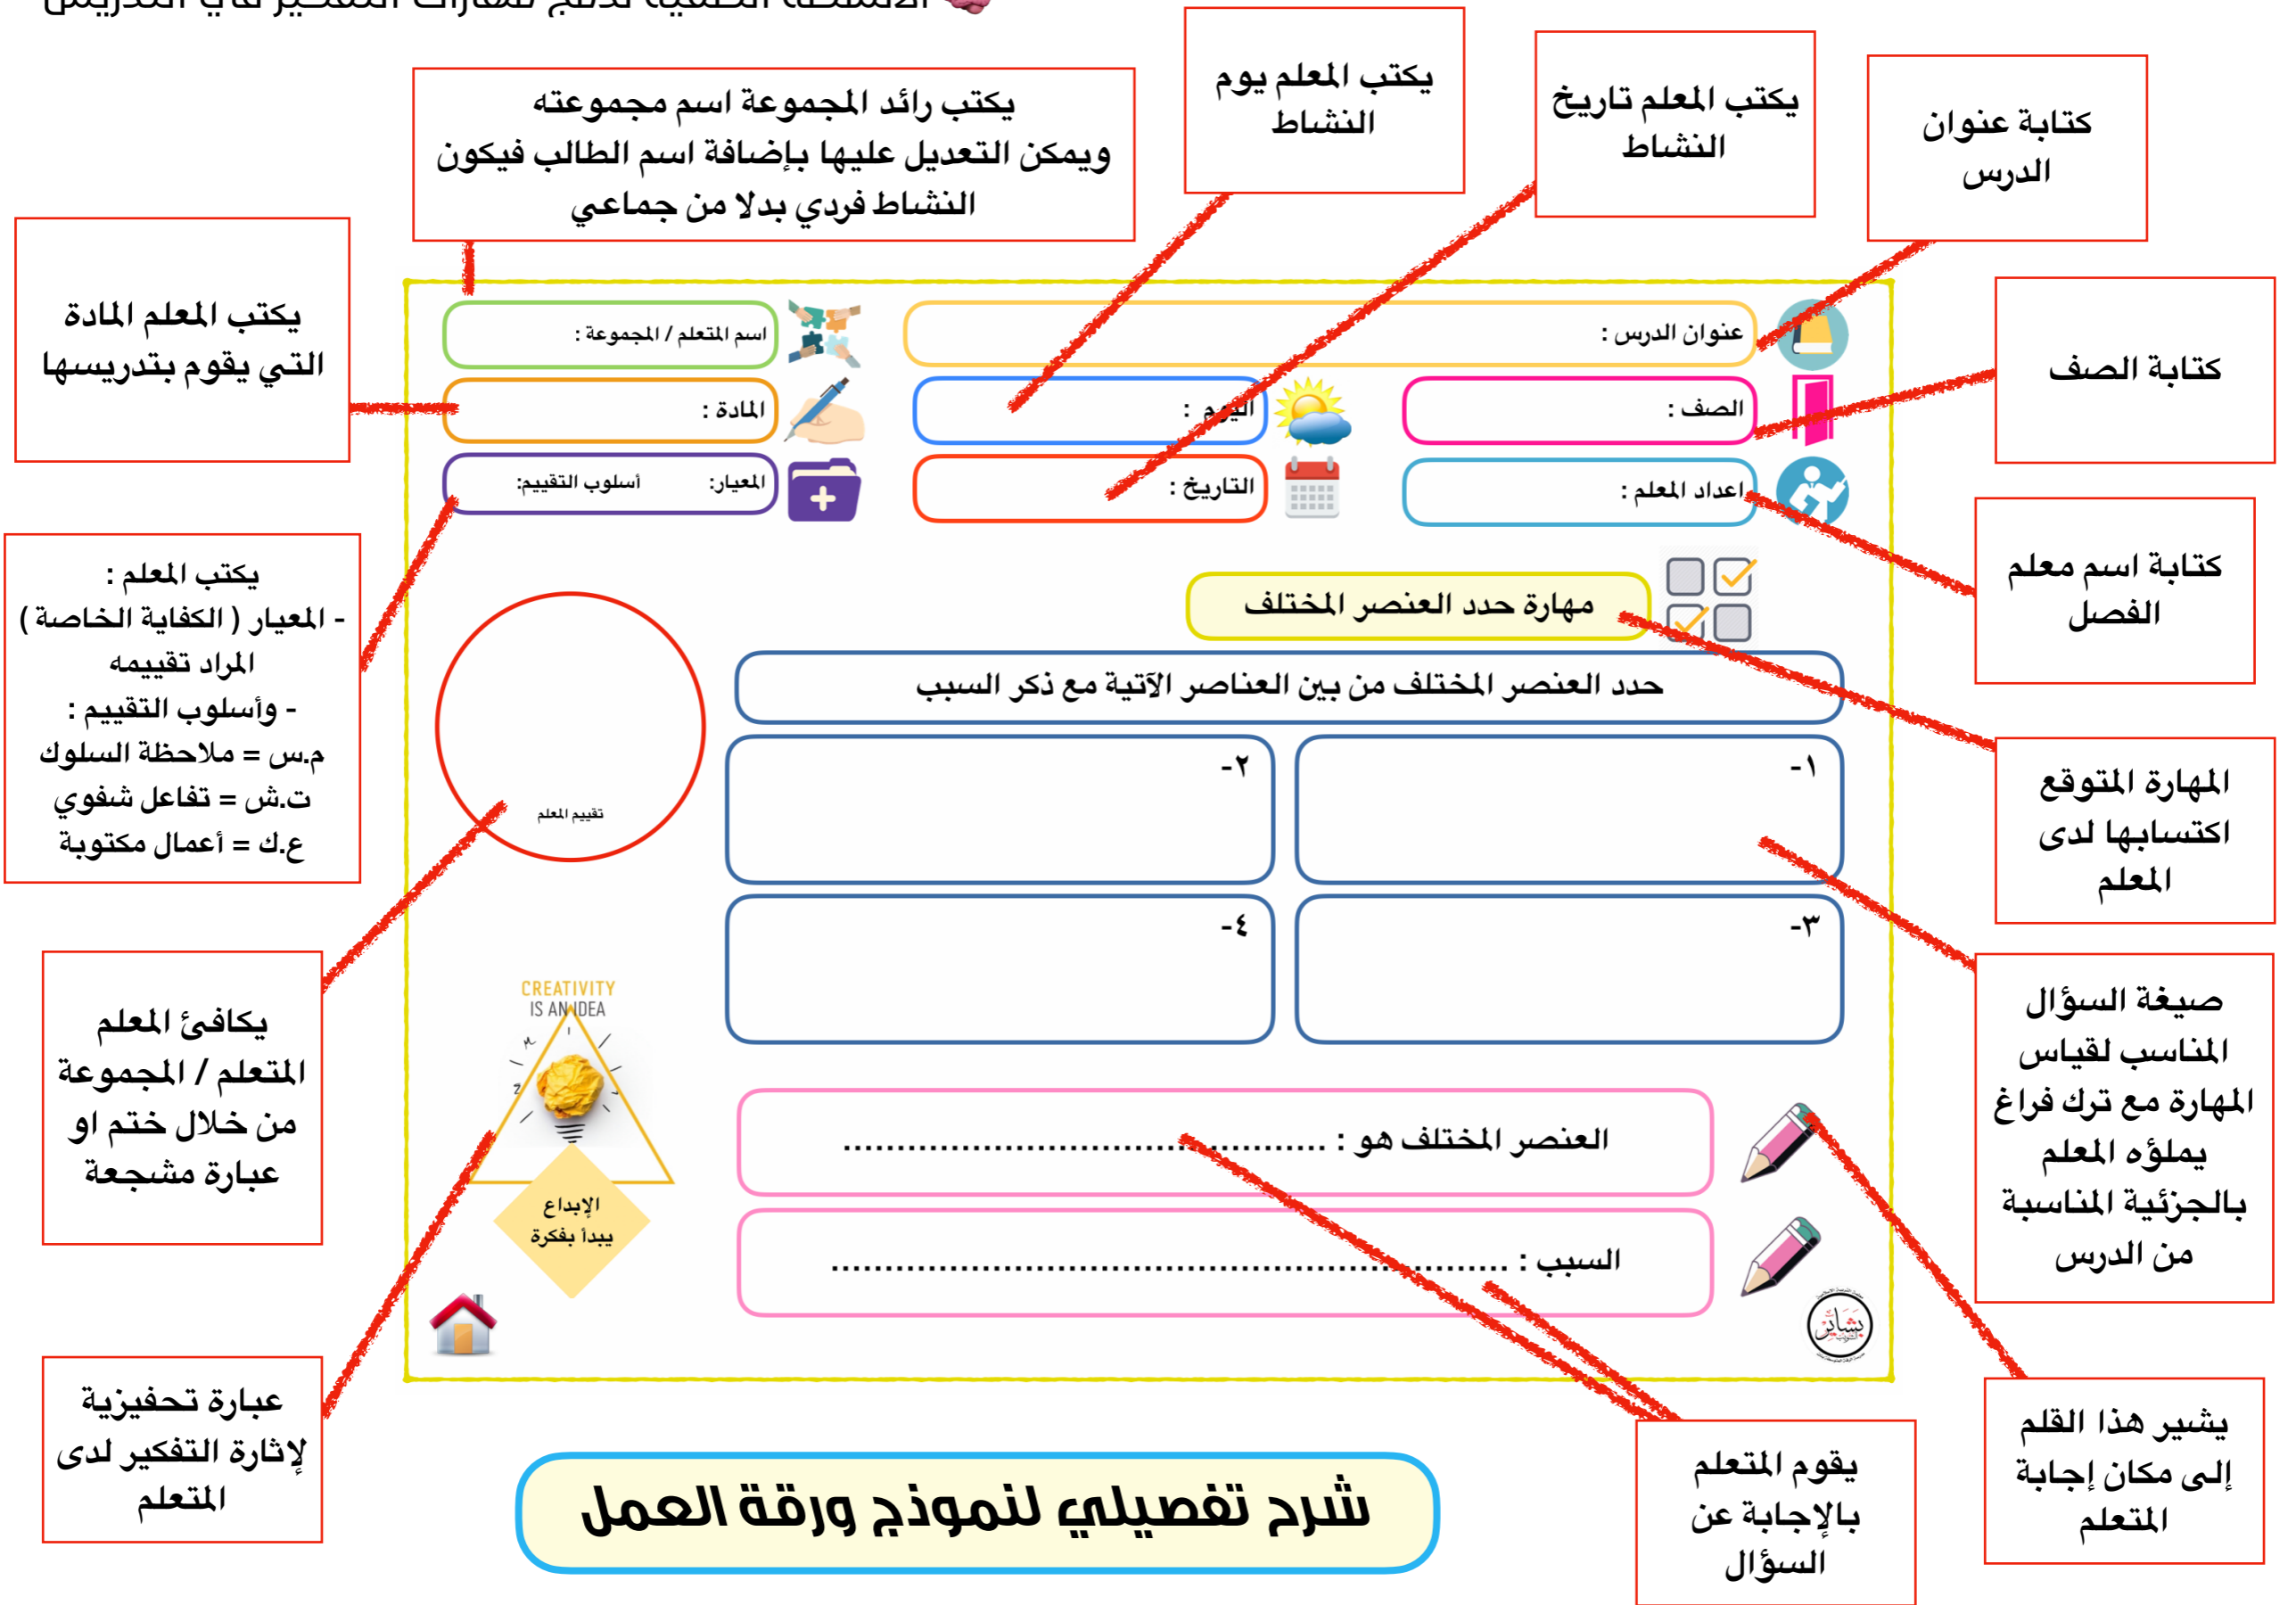 الأنشطة الصفية لدمج مهارات التفكير في التدريس
يكتب المعلم يوم
النشاط
يكتب المعلم تاريخ
النشاط
كتابة عنوان
الدرس
يكتب رائد المجموعة اسم مجموعته
ويمكن التعديل عليها بإضافة اسم الطالب فيكون
النشاط فردي بدلا من جماعي
يكتب المعلم المادة
التي يقوم بتدريسها
كتابة الصف
عنوان الدرس :
اسم المتعلم / المجموعة :
الصف :
اليوم :
المادة :
اعداد المعلم :
التاريخ :
المعيار:
أسلوب التقييم:
كتابة اسم معلم
الفصل
يكتب المعلم :
- المعيار ( الكفاية الخاصة )
المراد تقييمه
- وأسلوب التقييم :
م.س = ملاحظة السلوك
ت.ش = تفاعل شفوي
ع.ك = أعمال مكتوبة
مهارة حدد العنصر المختلف
حدد العنصر المختلف من بين العناصر الآتية مع ذكر السبب
١-
٢-
٣-
٤-
تقييم المعلم
المهارة المتوقع
اكتسابها لدى
المعلم
صيغة السؤال
المناسب لقياس
المهارة مع ترك فراغ
يملؤه المعلم
بالجزئية المناسبة
من الدرس
يكافئ المعلم
المتعلم / المجموعة
من خلال ختم او
عبارة مشجعة
CREATIVITY
IS AN IDEA
الإبداع
يبدأ بفكرة
العنصر المختلف هو : .............................................
السبب : ...............................................................
بشاير
عبارة تحفيزية
لإثارة التفكير لدى
المتعلم
يقوم المتعلم
بالإجابة عن
السؤال
يشير هذا القلم
إلى مكان إجابة
المتعلم
شرح تفصيلي لنموذج ورقة العمل